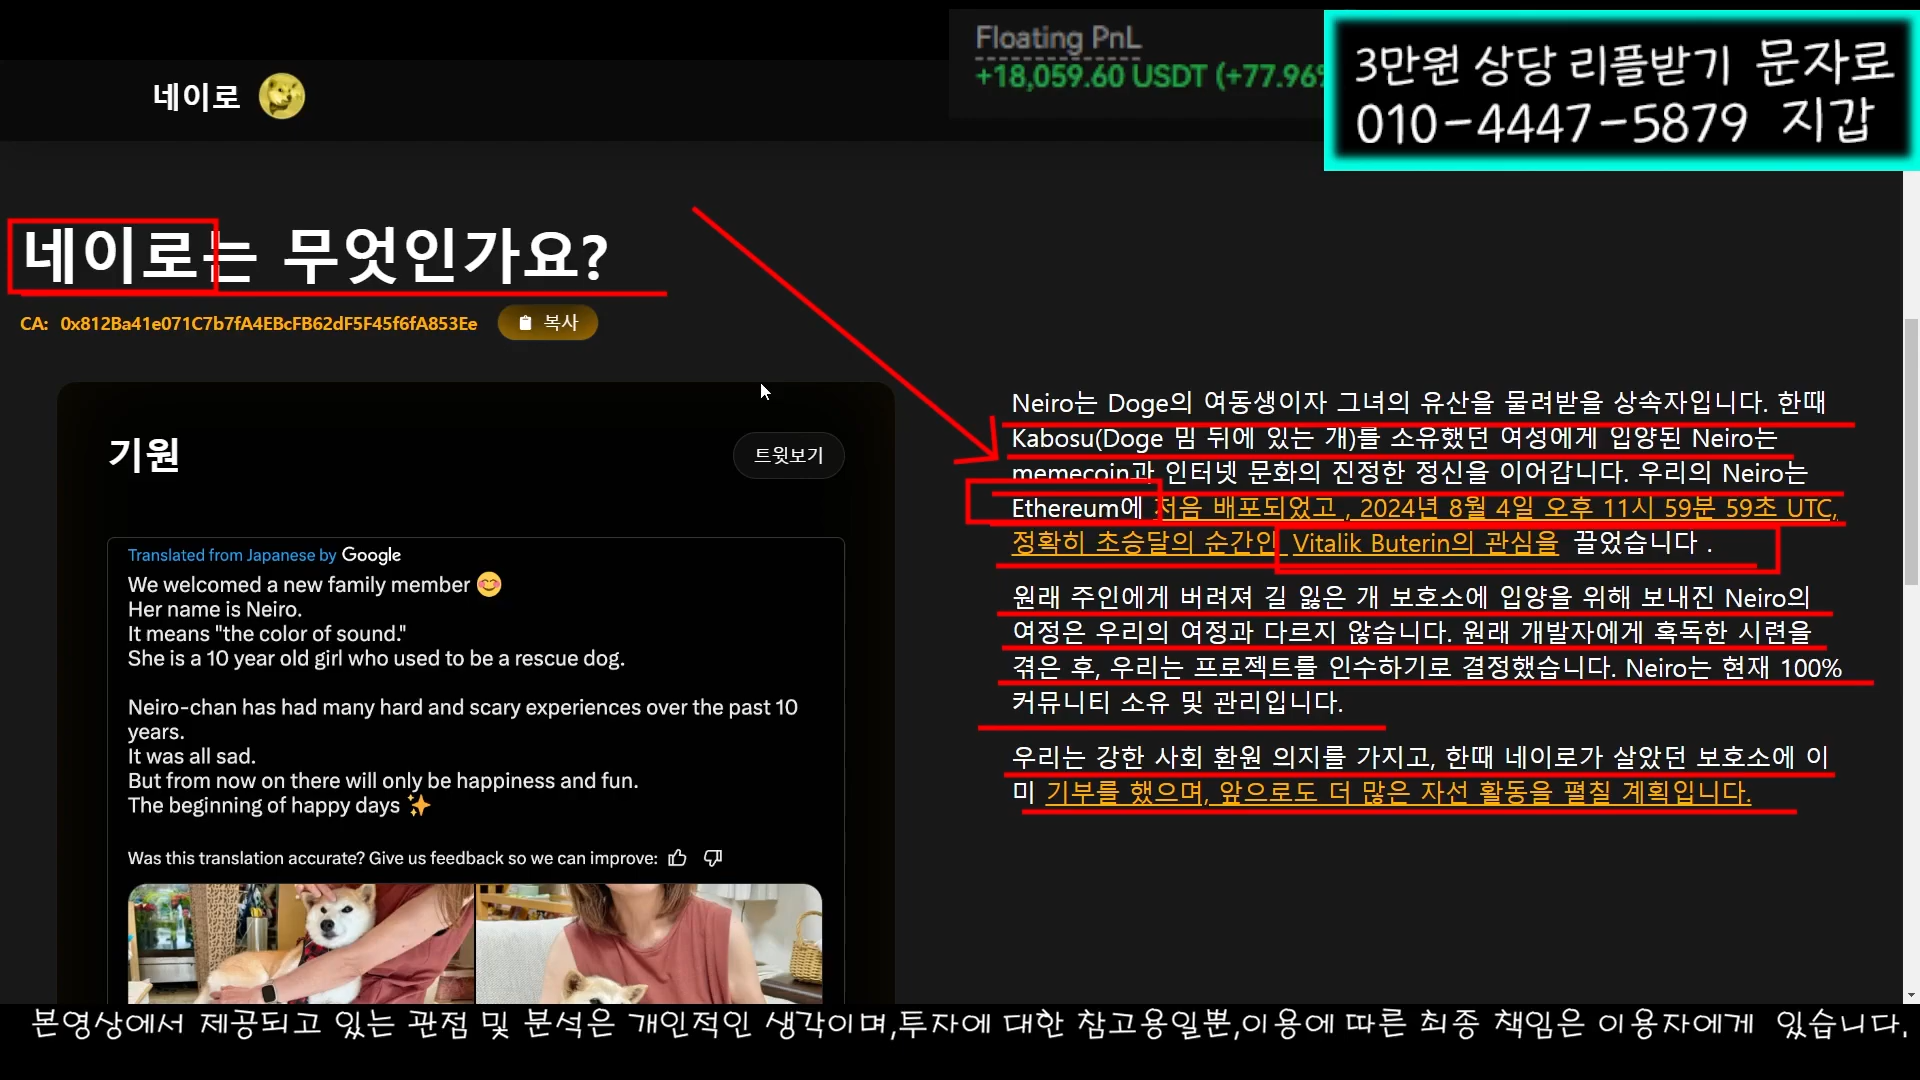 네이로
Floating PnL
+18,059.60 USDT (+77.96%
3만원 상당 리플받기 문자로
010-4447-5879 지갑
네이로는 무엇인가요?
CA: 0x812Ba41e071C7b7fA4EBcFB62dF5F45f6fA853Ee
복사
기원
트윗보기
Translated from Japanese by Google
We welcomed a new family member 😊
Her name is Neiro.
It means "the color of sound."
She is a 10 year old girl who used to be a rescue dog.
Neiro-chan has had many hard and scary experiences over the past 10
years.
It was all sad.
But from now on there will only be happiness and fun.
The beginning of happy days ✨
Was this translation accurate? Give us feedback so we can improve:
Neiro는 Doge의 여동생이자 그녀의 유산을 물려받을 상속자입니다. 한때
Kabosu(Doge 밈 뒤에 있는 개)를 소유했던 여성에게 입양된 Neiro는
memecoin과 인터넷 문화의 진정한 정신을 이어갑니다. 우리의 Neiro는
Ethereum에 처음 배포되었고 , 2024년 8월 4일 오후 11시 59분 59초 UTC,
정확히 초승달의 순간인 Vitalik Buterin의 관심을 끌었습니다 .
원래 주인에게 버려져 길 잃은 개 보호소에 입양을 위해 보내진 Neiro의
여정은 우리의 여정과 다르지 않습니다. 원래 개발자에게 혹독한 시련을
겪은 후, 우리는 프로젝트를 인수하기로 결정했습니다. Neiro는 현재 100%
커뮤니티 소유 및 관리입니다.
우리는 강한 사회 환원 의지를 가지고, 한때 네이로가 살았던 보호소에 이
미 기부를 했으며, 앞으로도 더 많은 자선 활동을 펼칠 계획입니다.
본영상에서 제공되고 있는 관점 및 분석은 개인적인 생각이며,투자에 대한 참고용일뿐,이용에 따른 최종 책임은 이용자에게 있습니다.